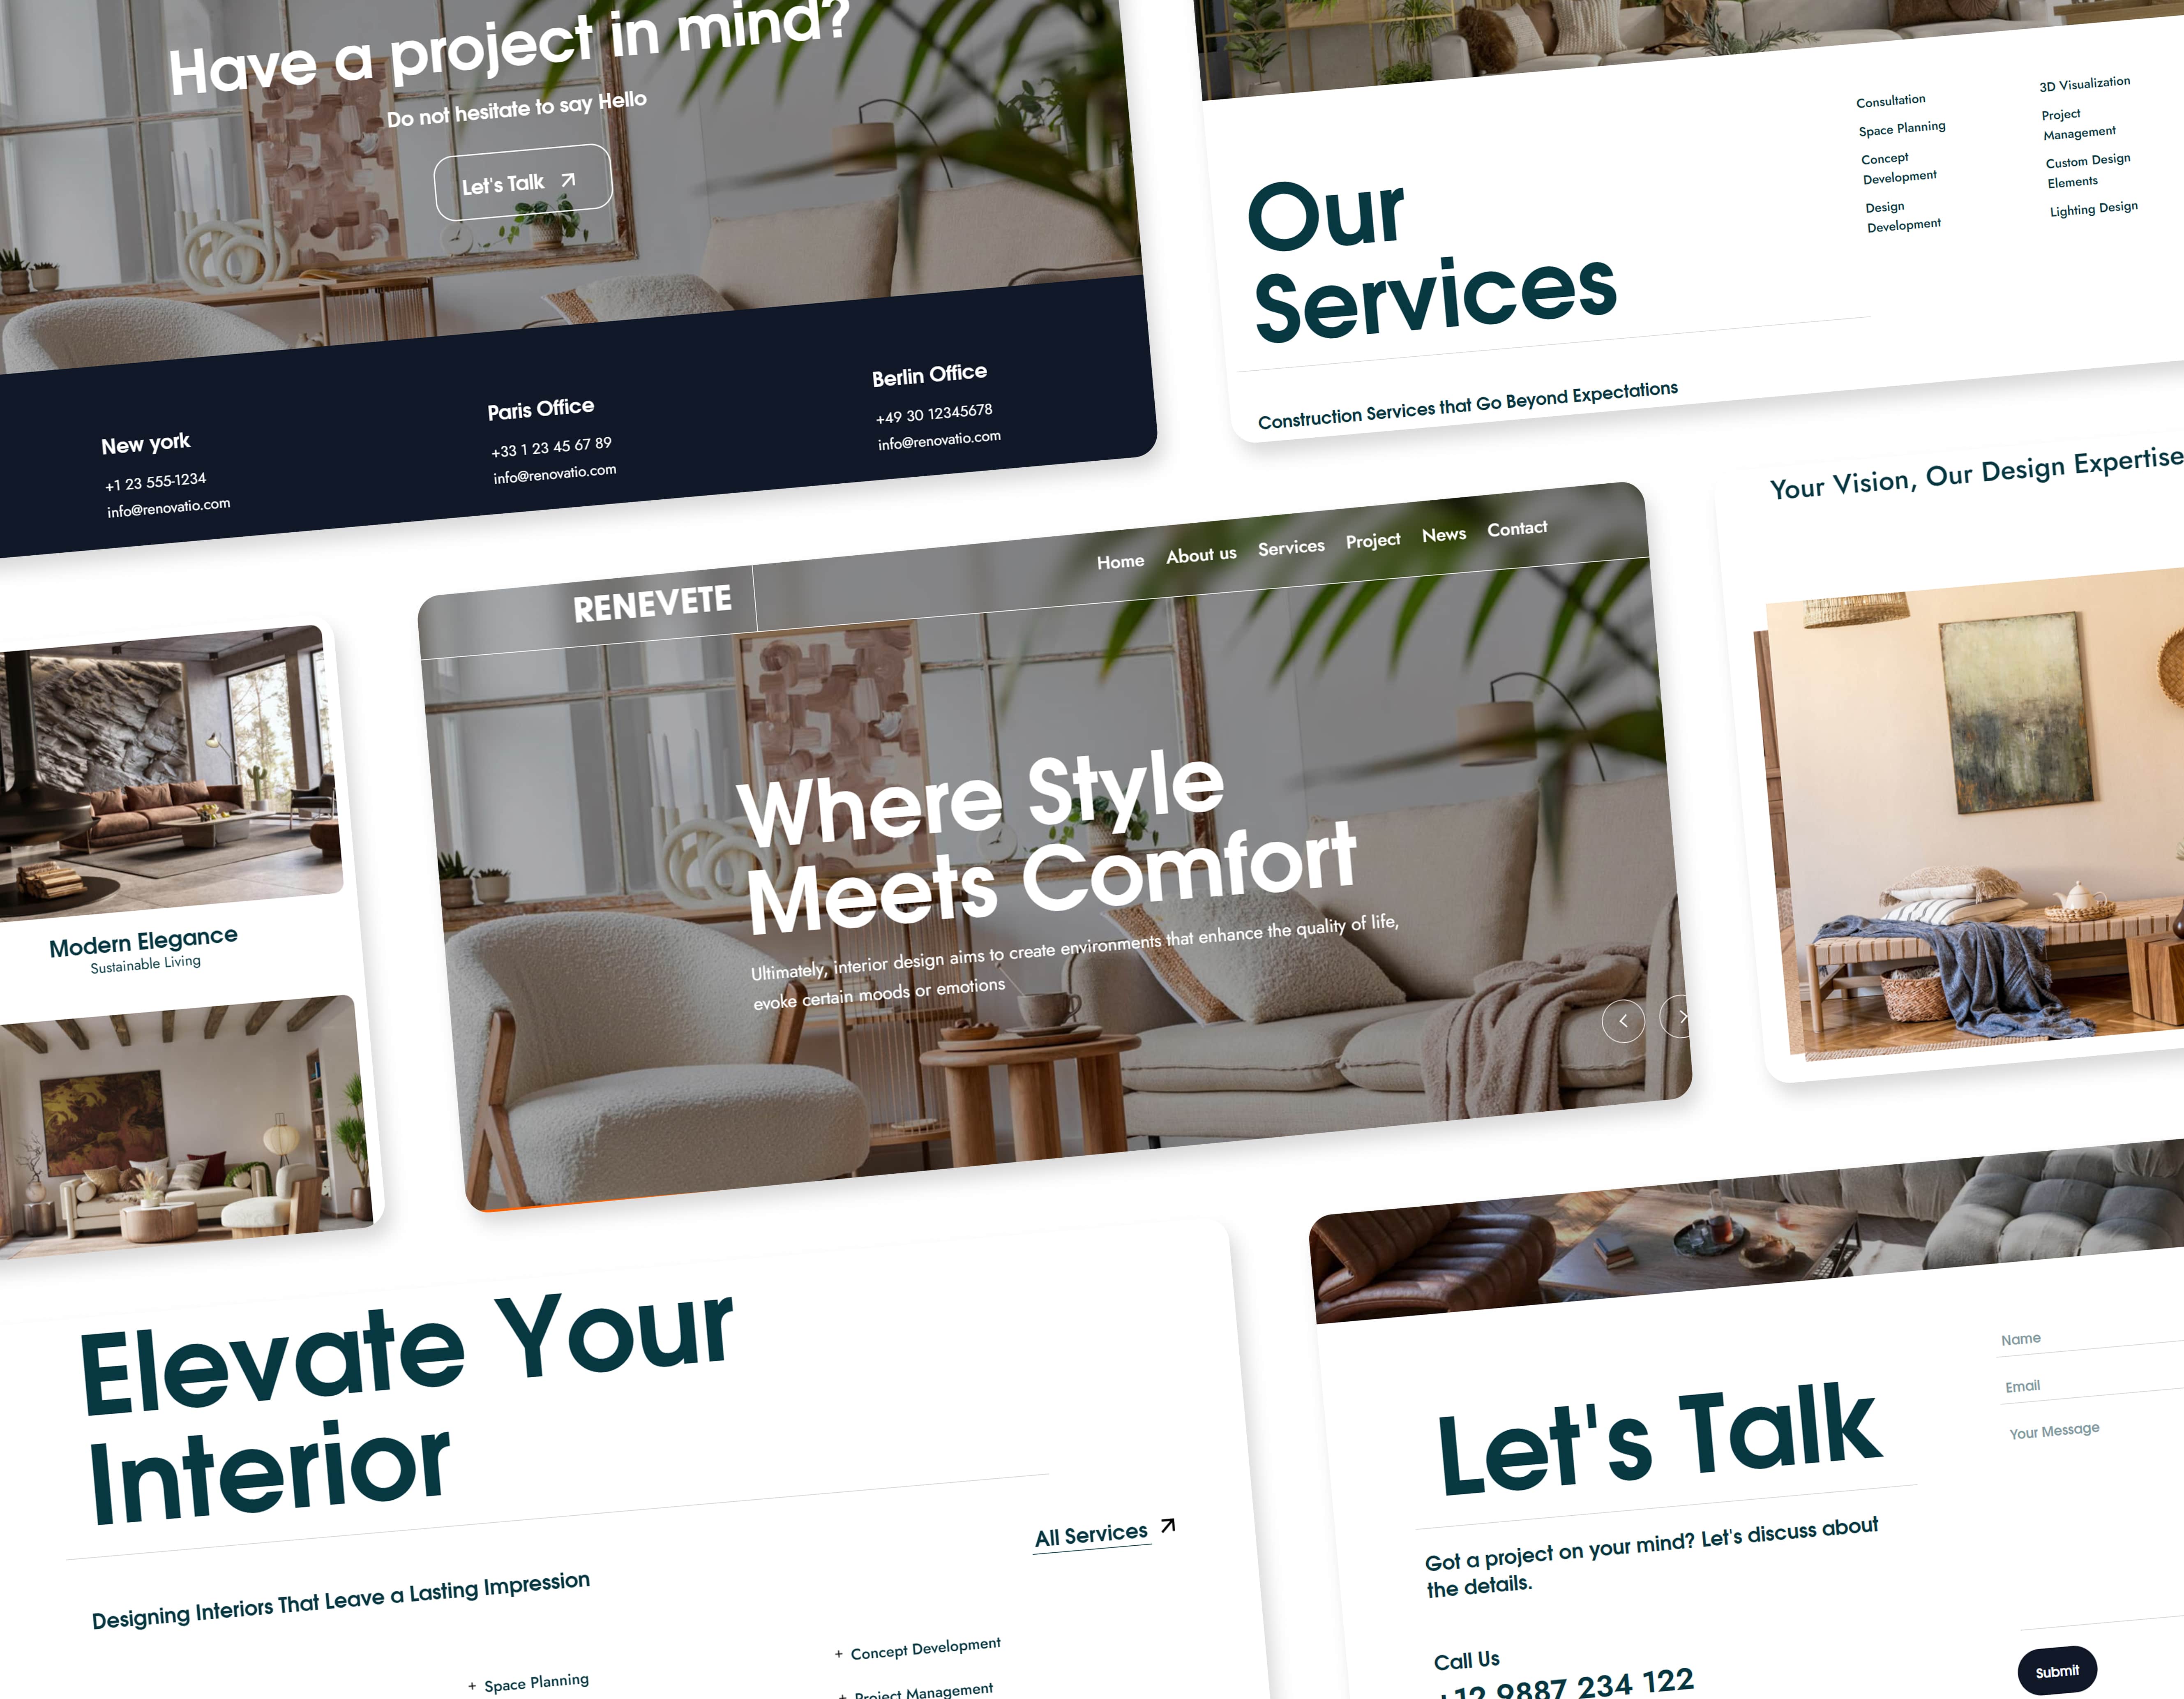 Have a project in mind?
Do not hesitate to say Hello
Let's Talk
New york
+1 23 555-1234
info@renovatio.com
Paris Office
+33 1 23 45 67 89
info@renovatio.com
Berlin Office
+49 30 12345678
info@renovatio.com
Our
Services
Construction Services that Go Beyond Expectations
Consultation
Space Planning
Concept
Development
Design
Development
3D Visualization
Project
Management
Custom Design
Elements
Lighting Design
Modern Elegance
Sustainable Living
RENEVETE
Home About us Services Project News Contact
Where Style
Meets Comfort
Ultimately, interior design aims to create environments that enhance the quality of life,
evoke certain moods or emotions
Your Vision, Our Design Expertise
Elevate Your
Interior
Designing Interiors That Leave a Lasting Impression
All Services
+ Space Planning
+ Concept Development
+ Project Management
Let's Talk
Got a project on your mind? Let's discuss about
the details.
Call Us
+12 9887 234 122
Name
Email
Your Message
Submit